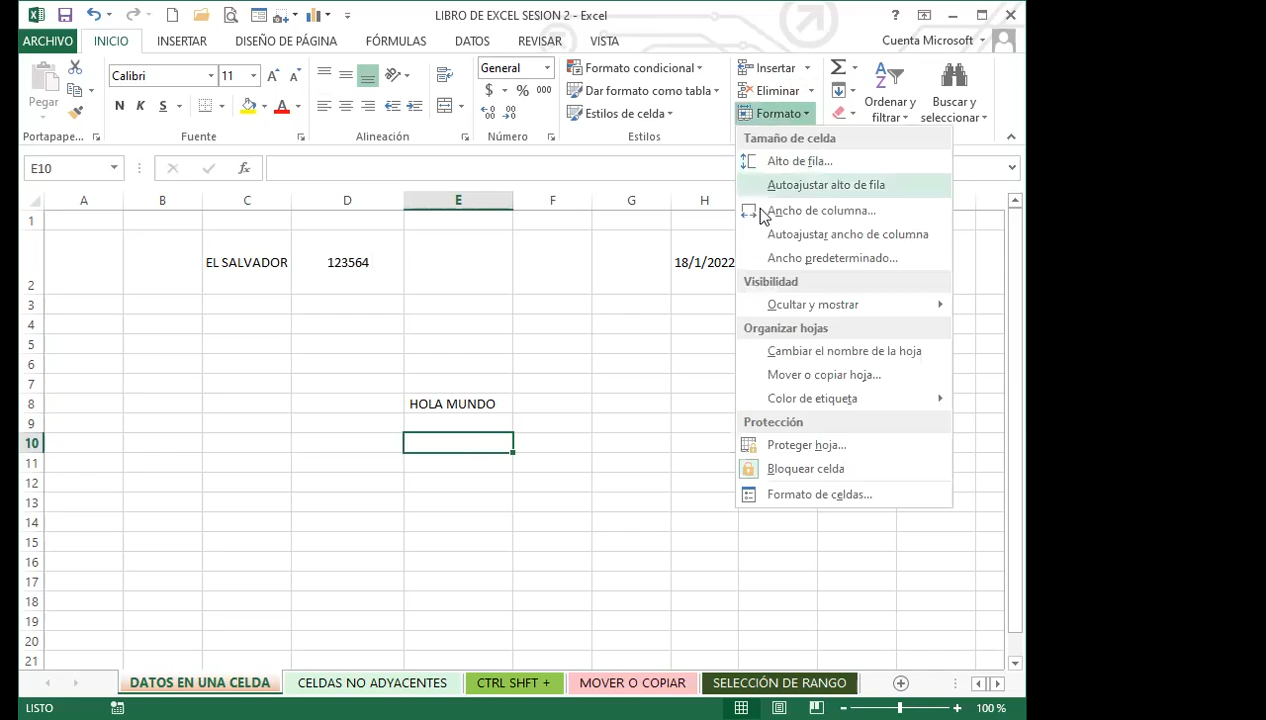 LIBRO DE EXCEL SESION 2 - Excel
?
ARCHIVO INICIO INSERTAR DISEÑO DE PÁGINA FÓRMULAS DATOS REVISAR VISTA Cuenta Microsoft
Pegar
Calibri 11
N K S
A A
A
General
$ % 000
Formato condicional
Dar formato como tabla
Estilos de celda
Insertar
Eliminar
Formato
Ordenar y filtrar
Buscar y seleccionar
Portapape... Fuente Alineación Número Estilos
E10 fx
A B C D E F G H
1
EL SALVADOR 123564 18/1/2022
2
3
4
5
6
7
8 HOLA MUNDO
9
10
11
12
13
14
15
16
17
18
19
20
21
Tamaño de celda
Alto de fila...
Autoajustar alto de fila
Ancho de columna...
Autoajustar ancho de columna
Ancho predeterminado...
Visibilidad
Ocultar y mostrar
Organizar hojas
Cambiar el nombre de la hoja
Mover o copiar hoja...
Color de etiqueta
Protección
Proteger hoja...
Bloquear celda
Formato de celdas...
DATOS EN UNA CELDA CELDAS NO ADYACENTES CTRL SHFT + MOVER O COPIAR SELECCIÓN DE RANGO
LISTO 100 %